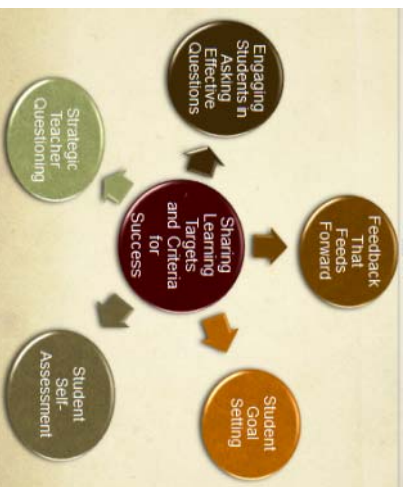 Sharing
Learning
Targets
and Criteria
for
Success
Feedback
That
Feeds
Forward
Student
Goal
Setting
Student
Self-
Assessment
Strategic
Teacher
Questioning
Engaging
Students in
Asking
Effective
Questions